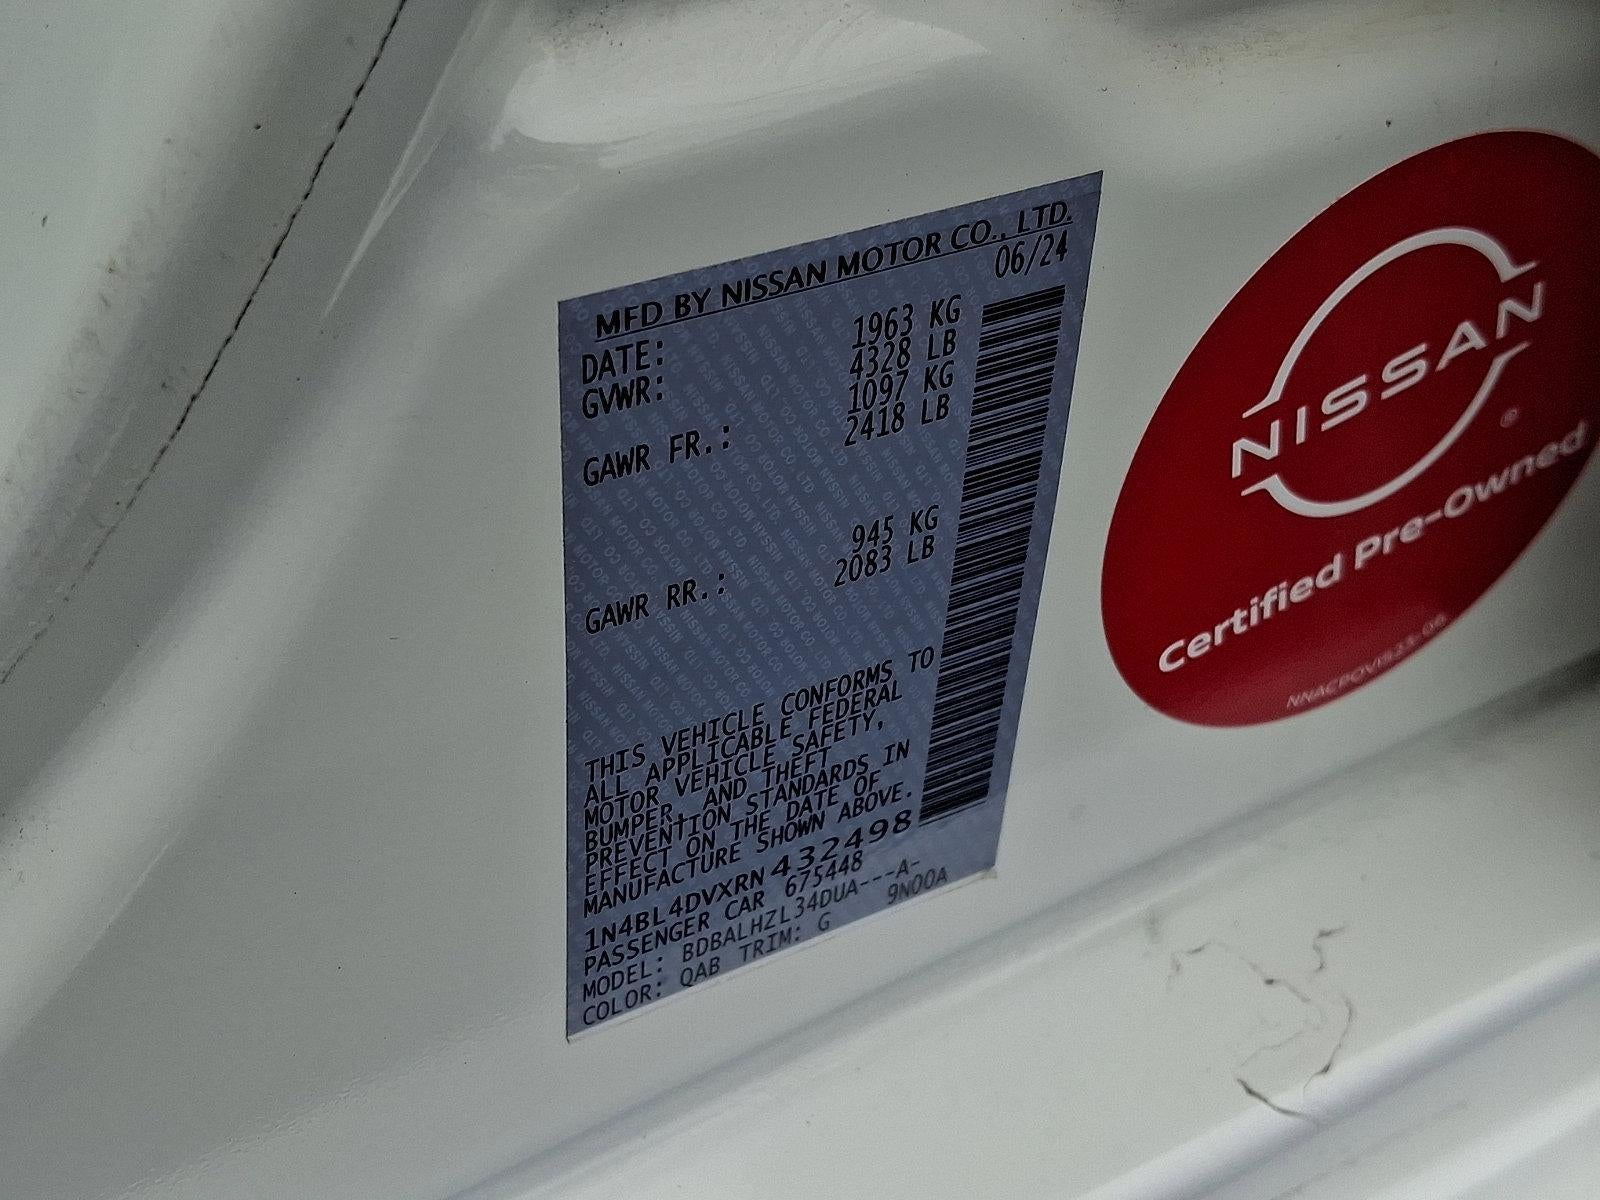 MFD BY NISSAN MOTOR CO., LTD.
DATE: 06/24
GVWR: 1963 KG
4328 LB
GAWR FR.: 1097 KG
2418 LB
GAWR RR.: 945 KG
2083 LB
THIS VEHICLE CONFORMS TO
ALL APPLICABLE FEDERAL
MOTOR VEHICLE SAFETY,
BUMPER, AND THEFT
PREVENTION STANDARDS IN
EFFECT ON THE DATE OF
MANUFACTURE SHOWN ABOVE.
1N4BL4DVXRN432498
PASSENGER CAR 675448
MODEL: BDBALHZL34DUA---A-
COLOR: QAB TRIM: G 9N00A
NISSAN
®
Certified Pre-Owned